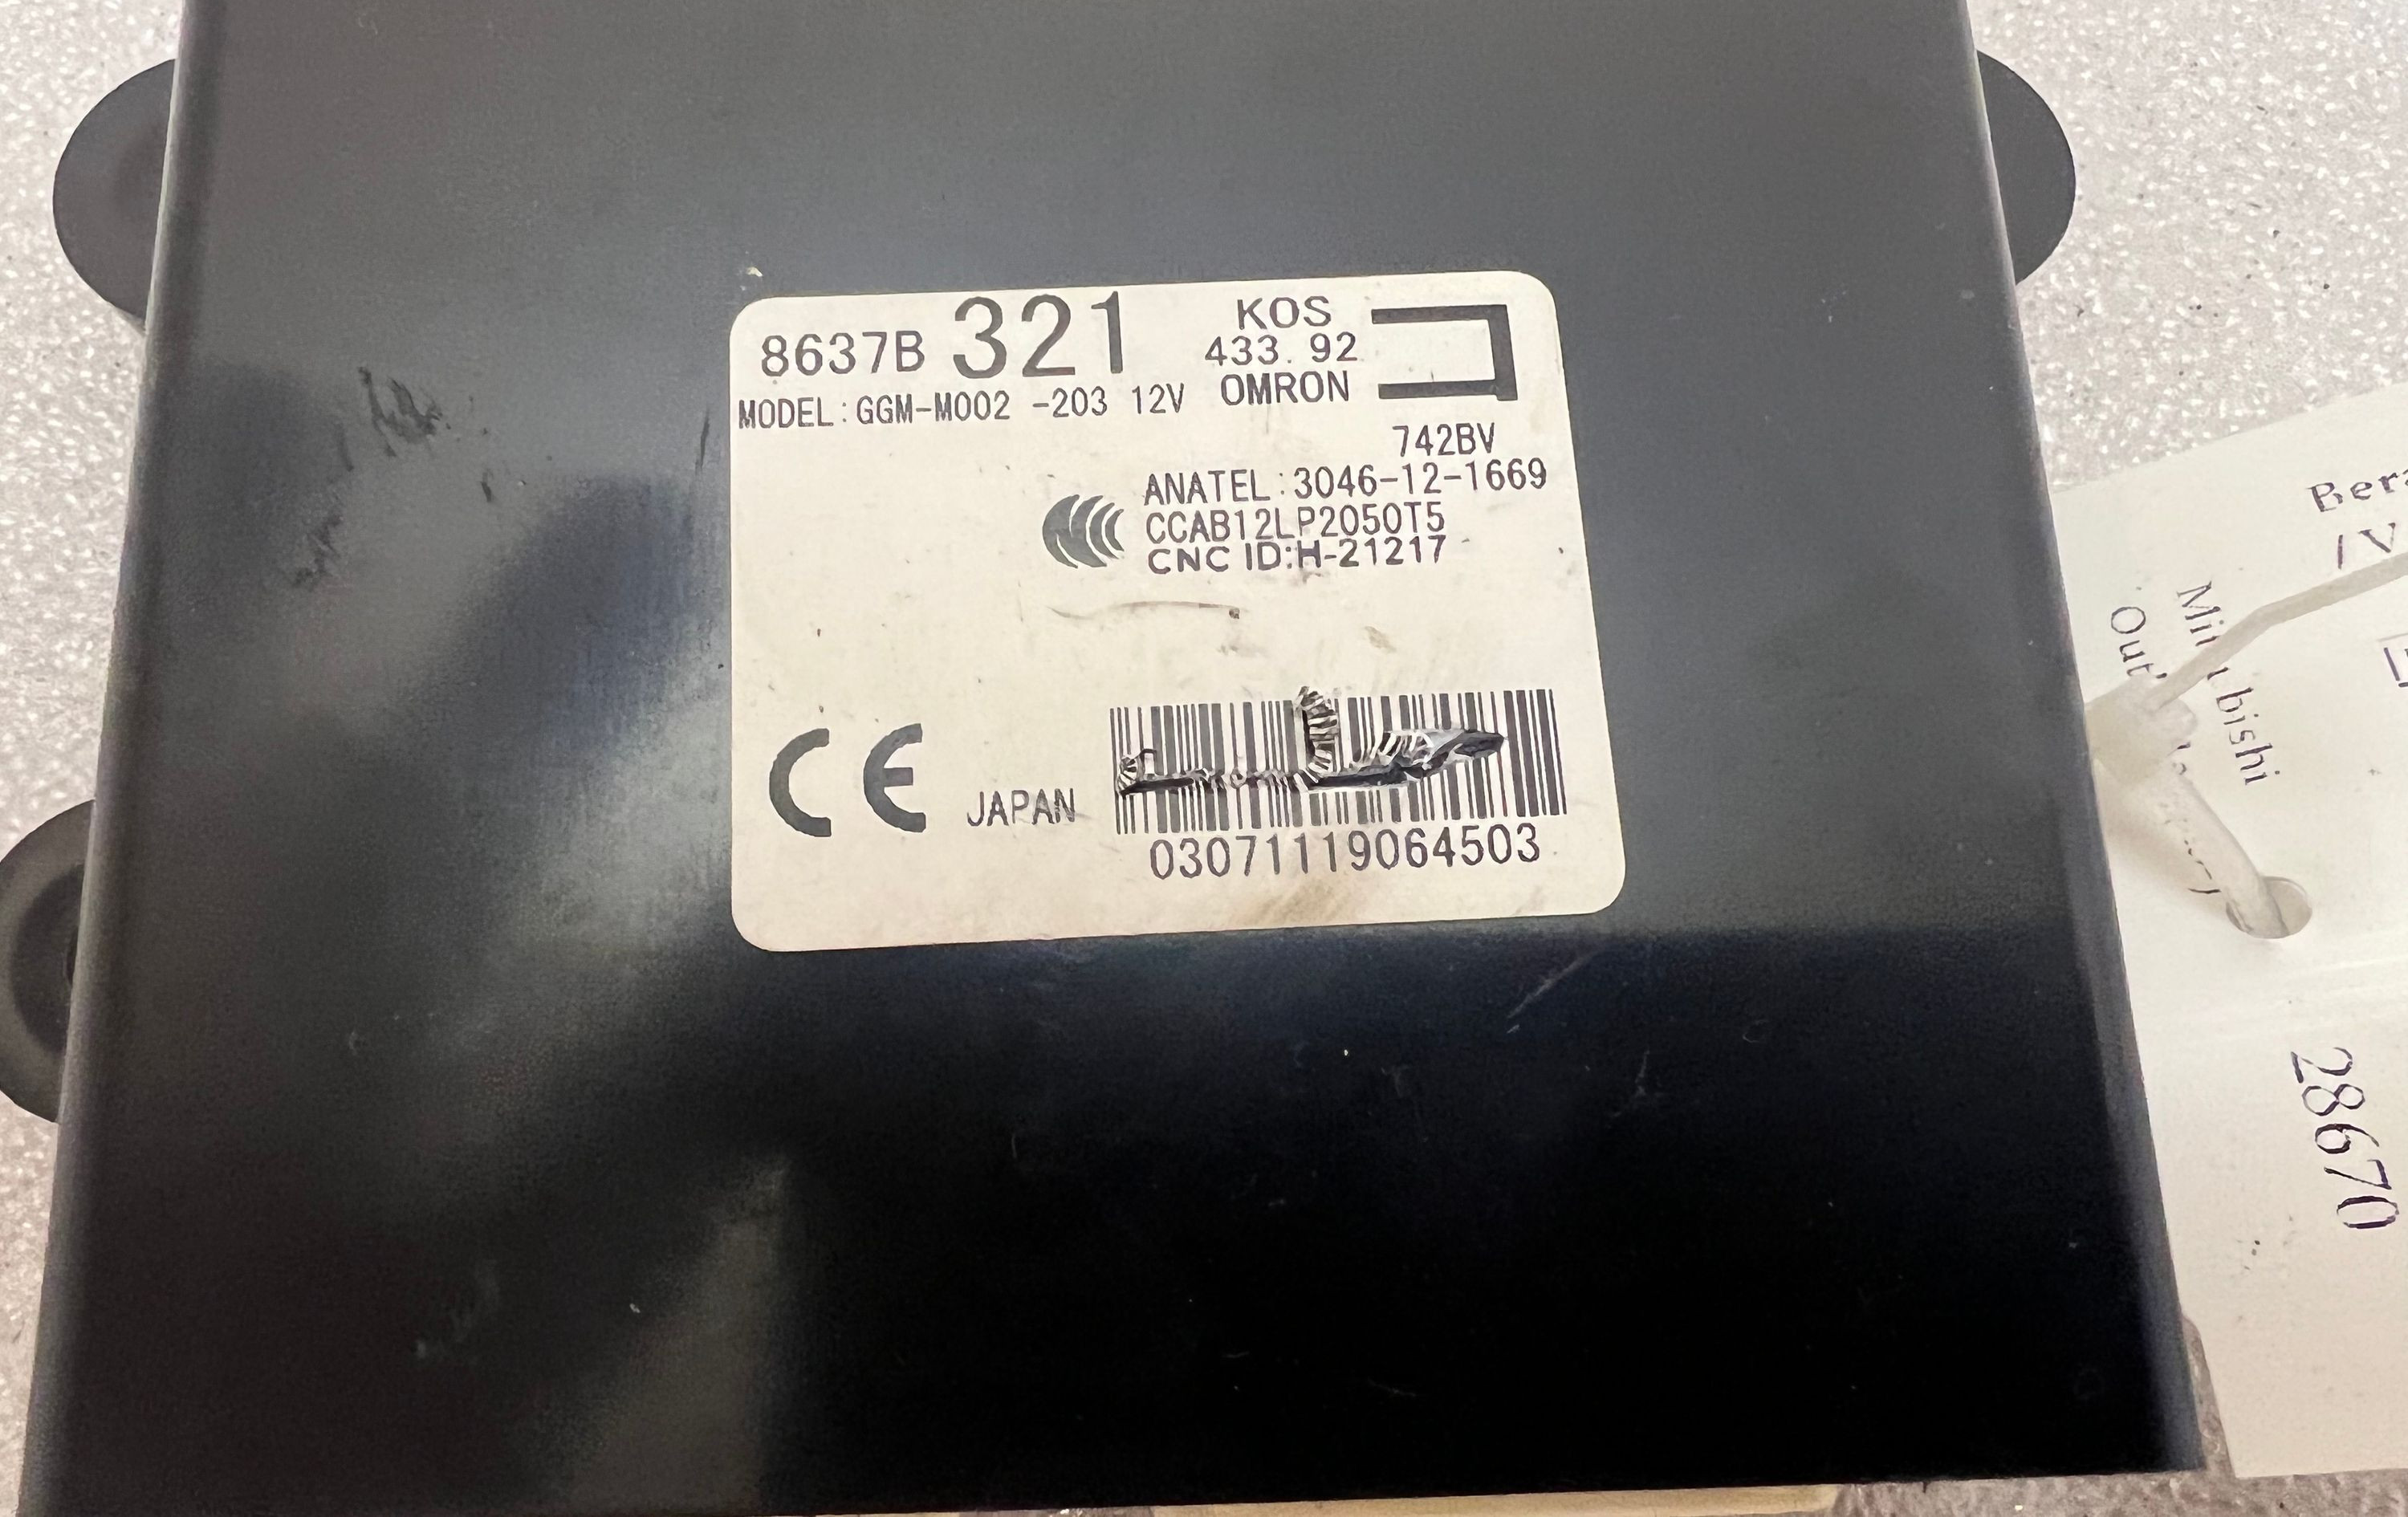 8637B 321
MODEL:GGM-M002 -203 12V
KOS
433.92
OMRON
742BV
ANATEL:3046-12-1669
CCAB12LP2050T5
CNC ID:H-21217
CE
JAPAN
03071119064503
28670